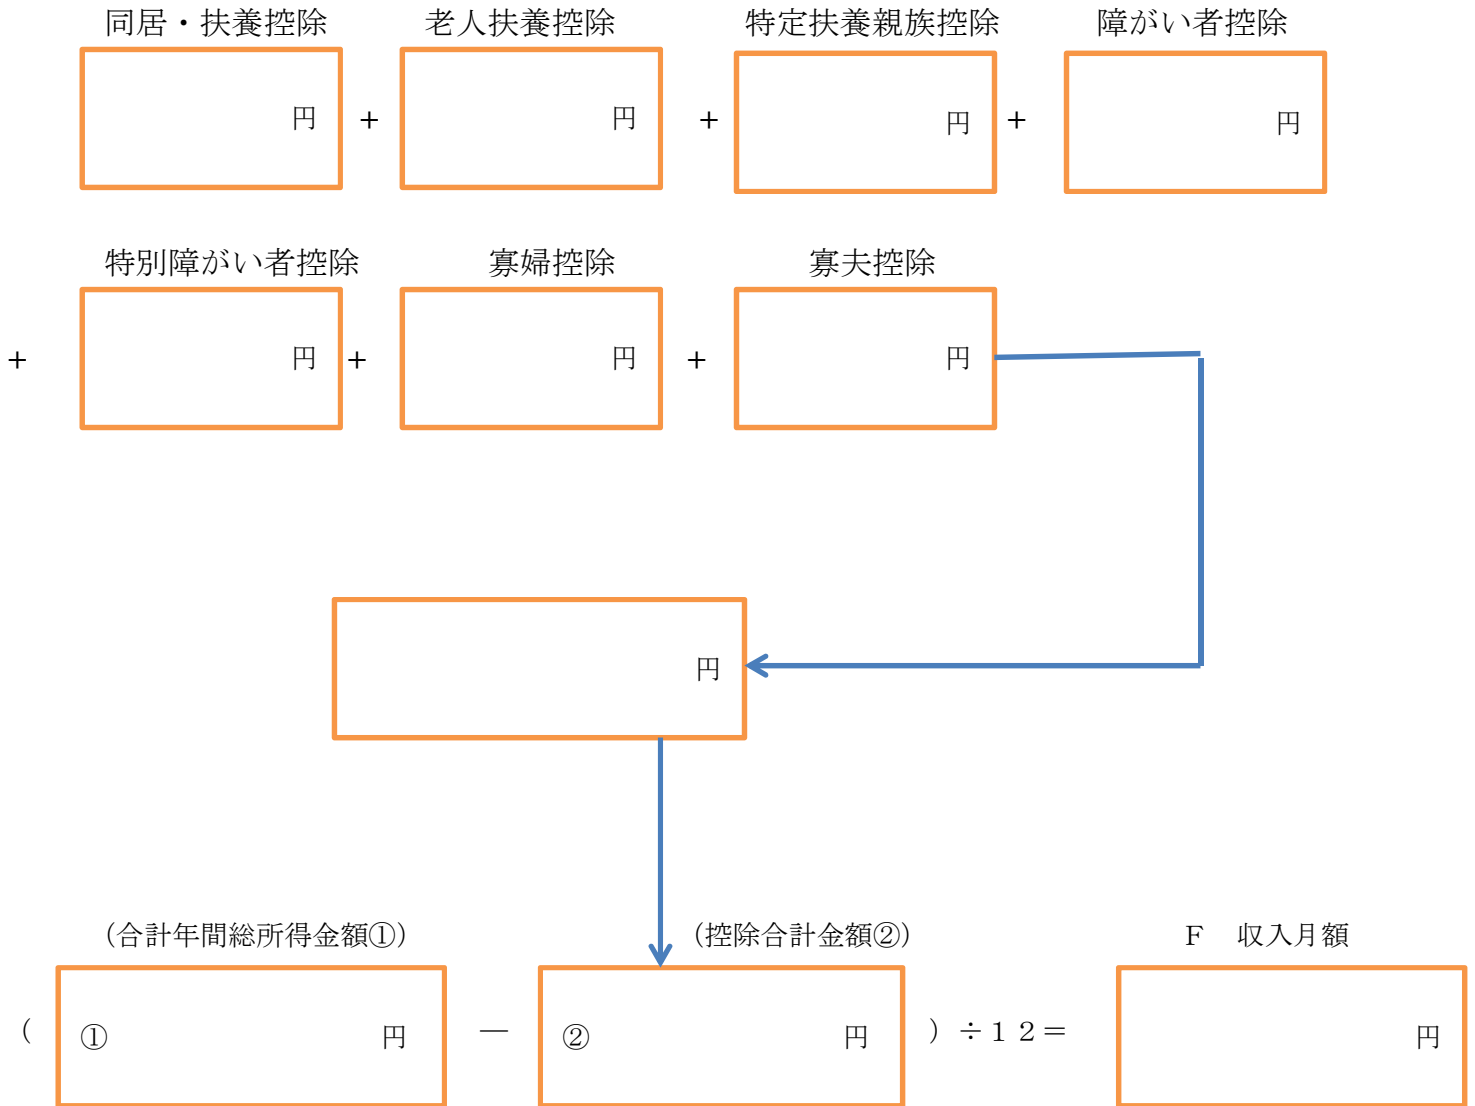 同居・扶養控除 老人扶養控除 特定扶養親族控除 障がい者控除
円 + 円 + 円 + 円
特別障がい者控除 寡婦控除 寡夫控除
+ 円 + 円 + 円
円
(合計年間総所得金額①) (控除合計金額②) Ｆ　収入月額
( ① 円 ― ② 円 ) ÷１２＝ 円